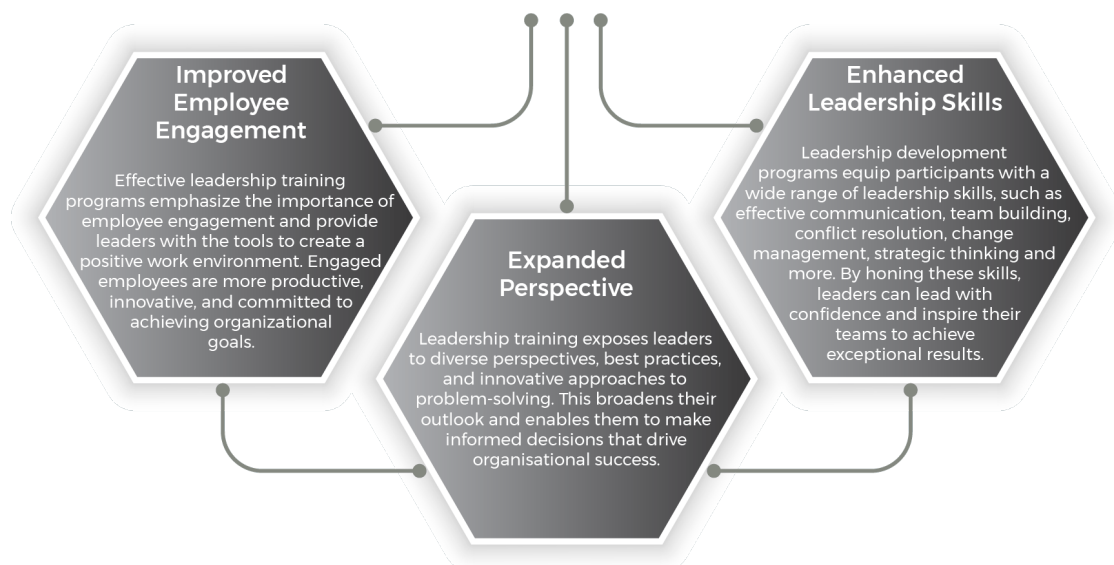 Improved
Employee
Engagement
Effective leadership training
programs emphasize the importance of
employee engagement and provide
leaders with the tools to create a
positive work environment. Engaged
employees are more productive,
innovative, and committed to
achieving organizational
goals.
Expanded
Perspective
Leadership training exposes leaders
to diverse perspectives, best practices,
and innovative approaches to
problem-solving. This broadens their
outlook and enables them to make
informed decisions that drive
organisational success.
Enhanced
Leadership Skills
Leadership development
programs equip participants with a
wide range of leadership skills, such as
effective communication, team building,
conflict resolution, change
management, strategic thinking and
more. By honing these skills,
leaders can lead with
confidence and inspire their
teams to achieve
exceptional results.